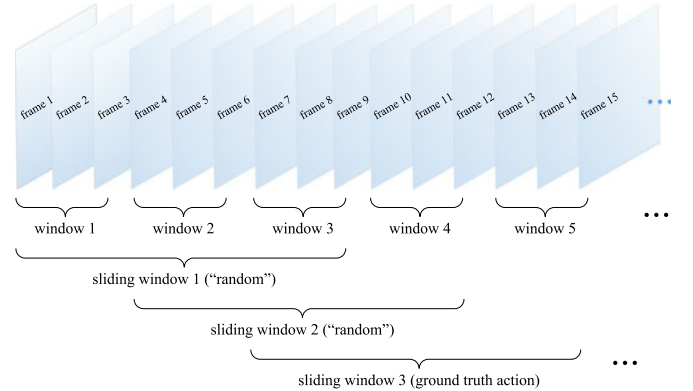 frame 1 frame 2 frame 3 frame 4 frame 5 frame 6 frame 7 frame 8 frame 9 frame 10 frame 11 frame 12 frame 13 frame 14 frame 15
window 1 window 2 window 3 window 4 window 5
sliding window 1 (“random”)
sliding window 2 (“random”)
sliding window 3 (ground truth action)